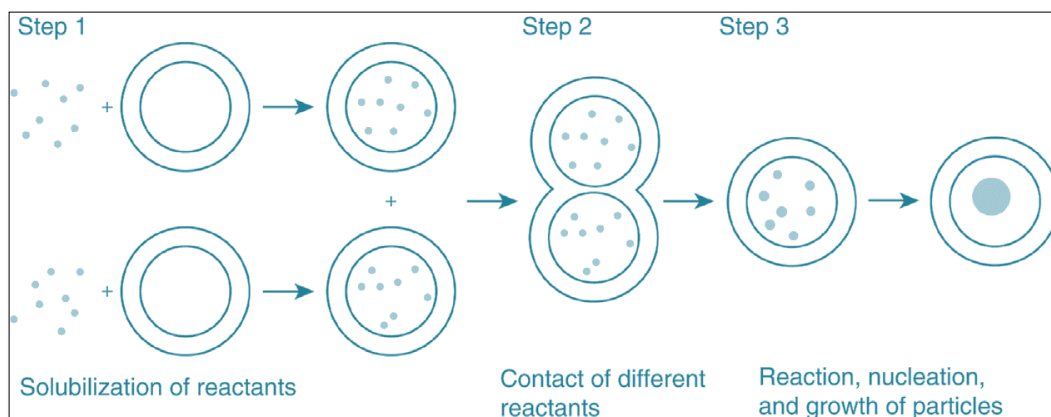 Step 1
Step 2
Step 3
+
+
+
Solubilization of reactants
Contact of different
reactants
Reaction, nucleation,
and growth of particles